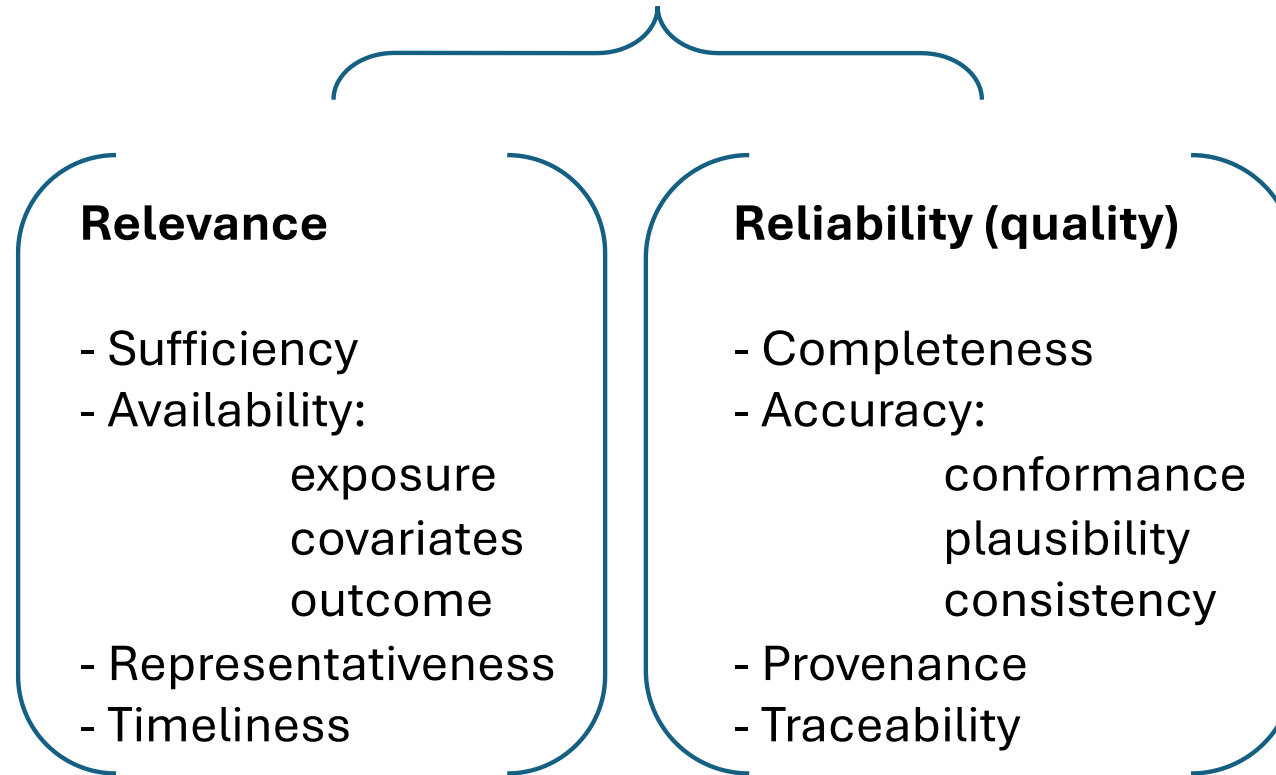 Relevance
- Sufficiency
- Availability:
exposure
covariates
outcome
- Representativeness
- Timeliness
Reliability (quality)
- Completeness
- Accuracy:
conformance
plausibility
consistency
- Provenance
- Traceability